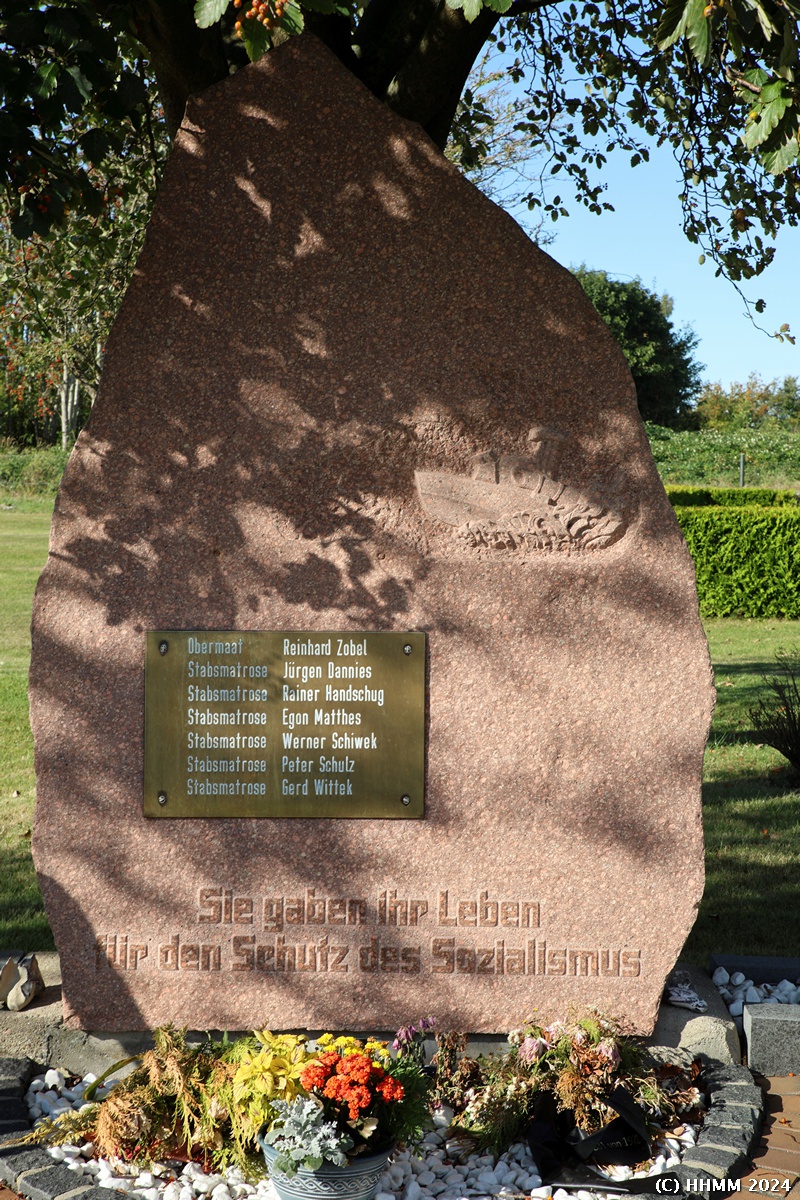 Obermaat Reinhard Zobel
Stabsmatrose Jürgen Dannies
Stabsmatrose Rainer Handschug
Stabsmatrose Egon Matthes
Stabsmatrose Werner Schiwek
Stabsmatrose Peter Schulz
Stabsmatrose Gerd Wittek
Sie gaben Ihr Leben
für den Schutz des Sozialismus
(C) HHMM 2024